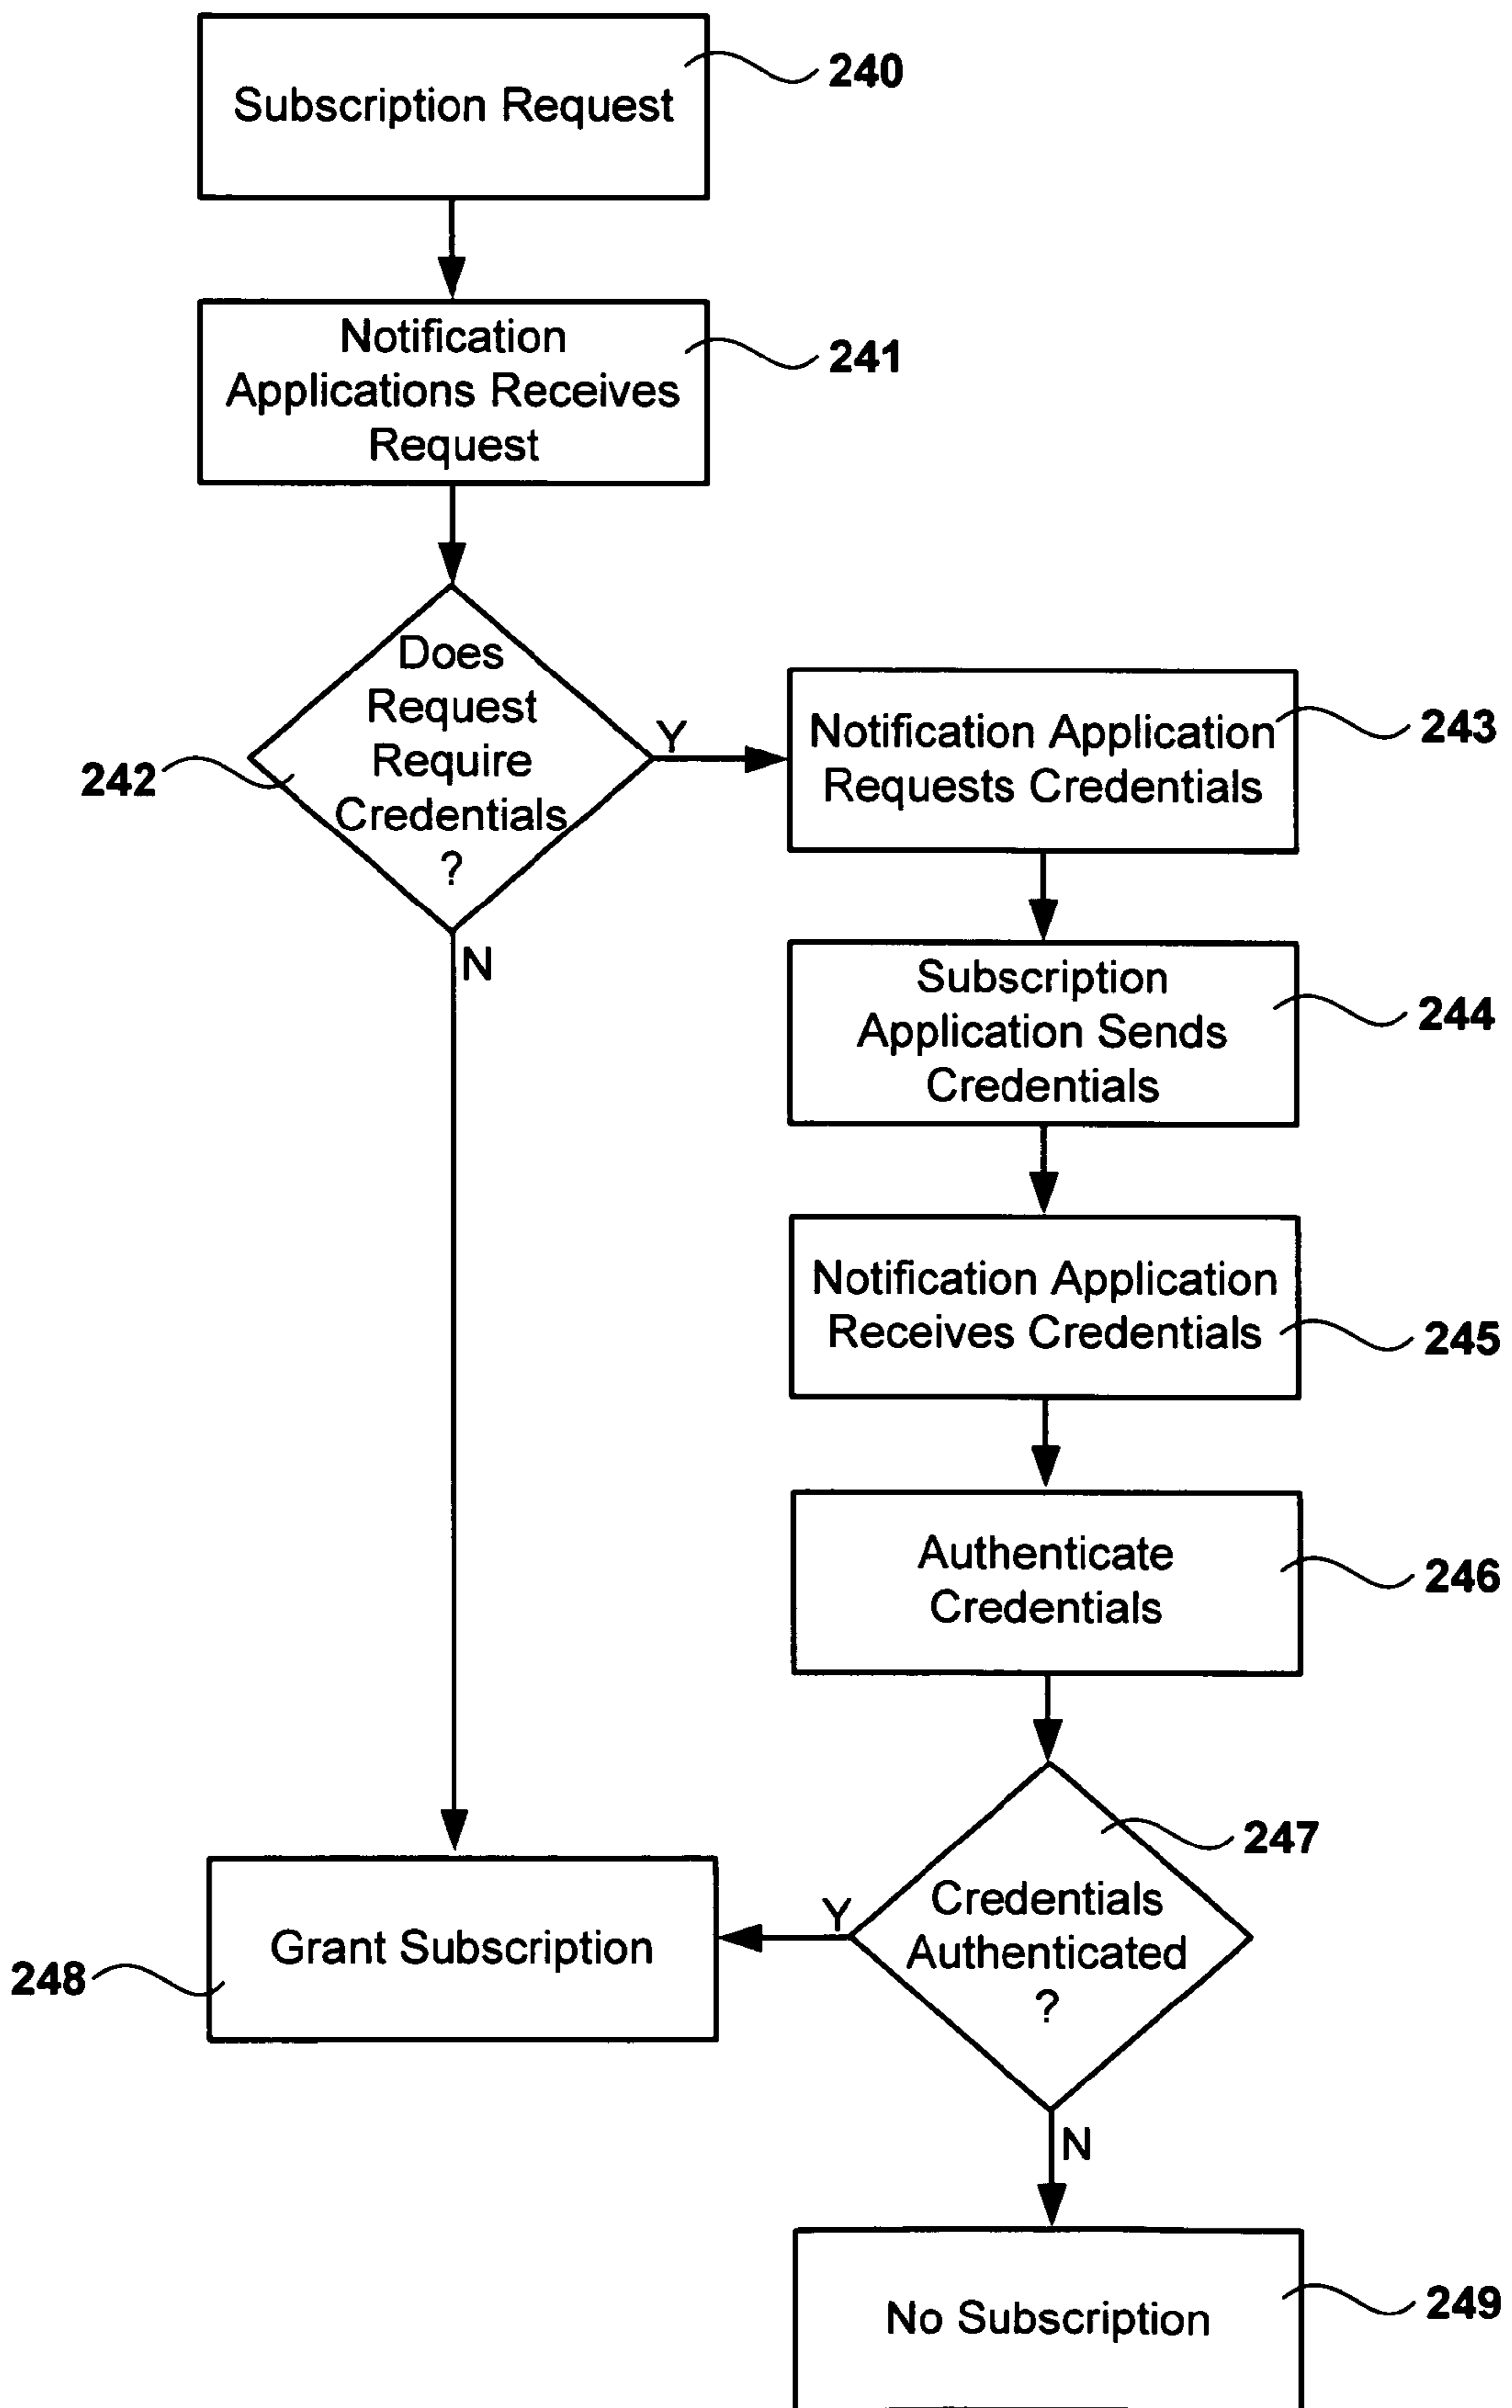 Subscription Request
240
Notification
Applications Receives
Request
241
Does
Request
Require
Credentials
?
242
Y
N
Notification Application
Requests Credentials
243
Subscription
Application Sends
Credentials
244
Notification Application
Receives Credentials
245
Authenticate
Credentials
246
247
Credentials
Authenticated
?
Y
N
Grant Subscription
248
No Subscription
249